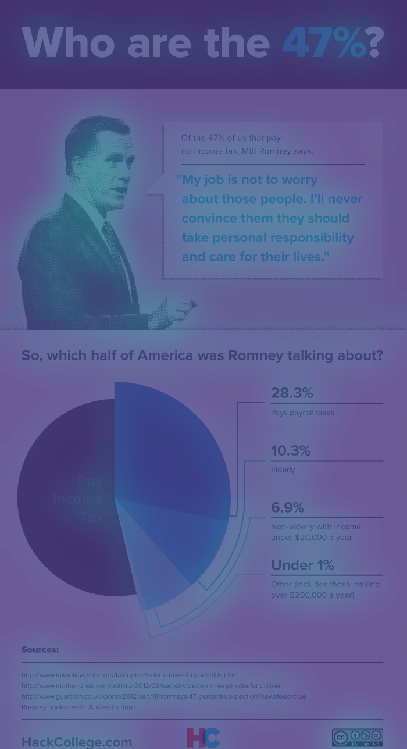 Who are the 47%?
Of the 47% of us that pay
no income tax, Mitt Romney says:
"My job is not to worry
about those people. I'll never
convince them they should
take personal responsibility
and care for their lives."
So, which half of America was Romney talking about?
Pay
Income
Tax
28.3%
Pays payroll taxes
10.3%
Elderly
6.9%
Non-elderly with income
under $20,000 a year
Under 1%
Other (includes those making
over $200,000 a year)
Sources:
HackCollege.com
HC